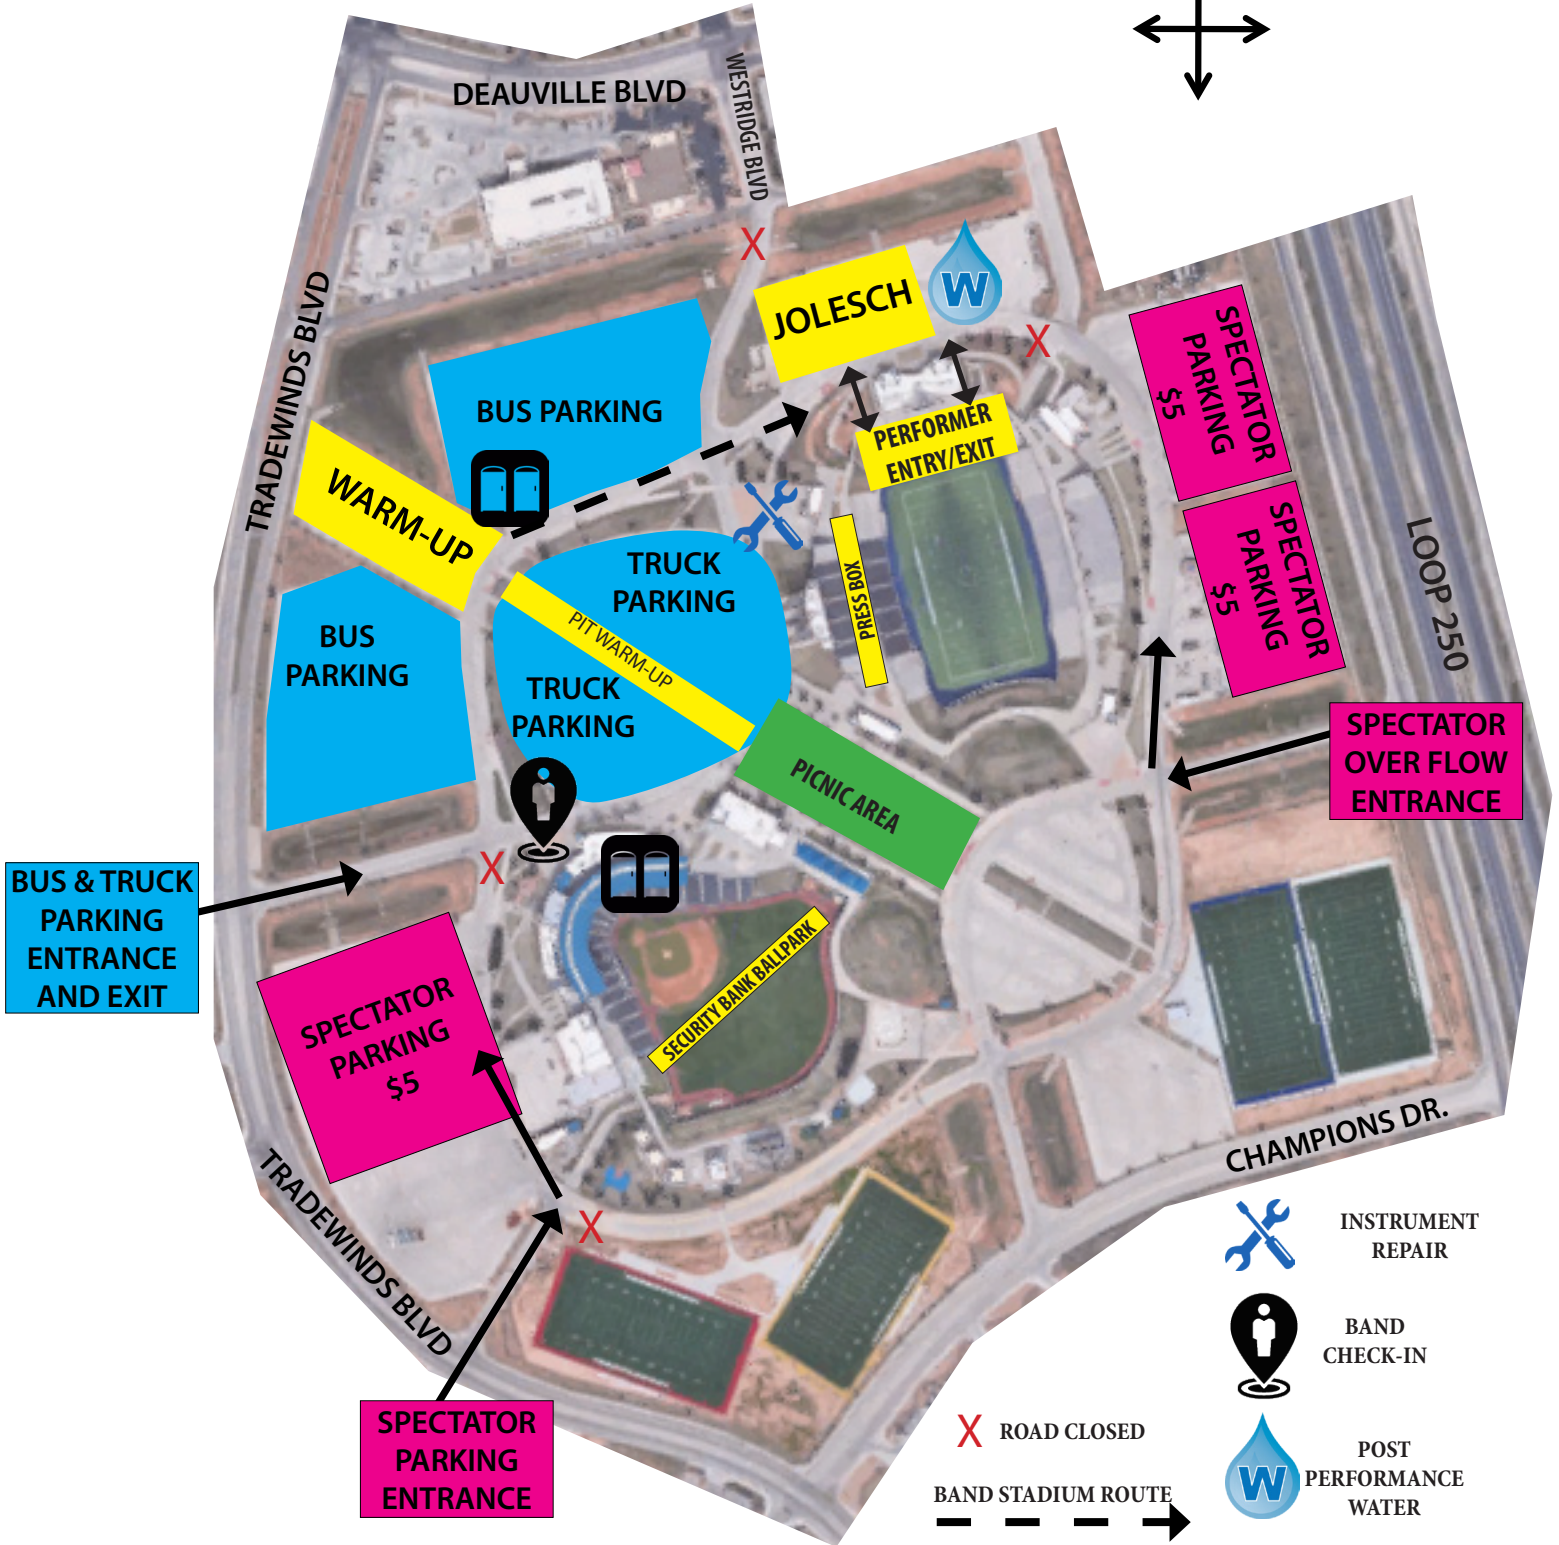 DEAUVILLE BLVD
WESTRIDGE BLVD
TRADEWINDS BLVD
JOLESCH
W
X
X
SPECTATOR
PARKING
$5
BUS PARKING
PERFORMER
ENTRY/EXIT
WARM-UP
SPECTATOR
PARKING
$5
LOOP 250
TRUCK
PARKING
PRESS BOX
PIT WARM-UP
BUS
PARKING
TRUCK
PARKING
SPECTATOR
OVER FLOW
ENTRANCE
PICNIC AREA
X
BUS & TRUCK
PARKING
ENTRANCE
AND EXIT
SECURITY BANK BALLPARK
SPECTATOR
PARKING
$5
CHAMPIONS DR.
TRADEWINDS BLVD
X
INSTRUMENT
REPAIR
BAND
CHECK-IN
SPECTATOR
PARKING
ENTRANCE
X ROAD CLOSED
W
POST
PERFORMANCE
WATER
BAND STADIUM ROUTE